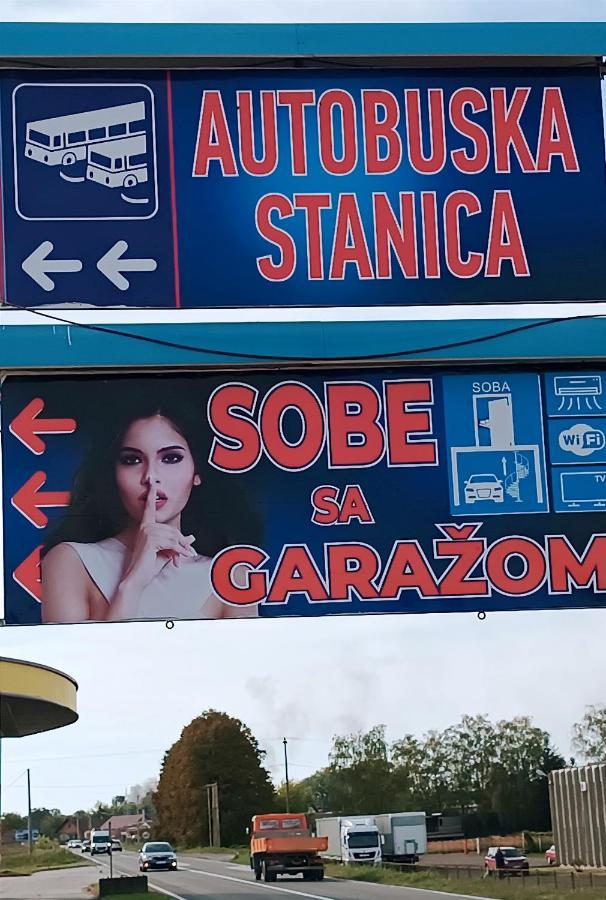 AUTOBUSKA
STANICA
SOBE
SA
GARAŽOM
SOBA
WiFi
TV